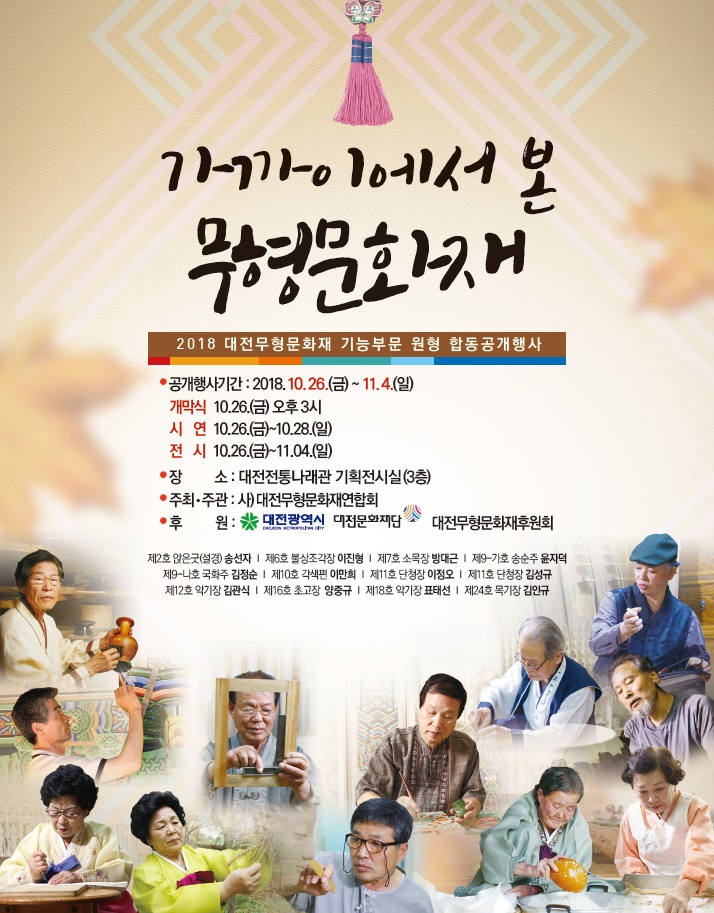 가까이에서 본
무형문화재
2018 대전무형문화재 기능부문 원형 합동공개행사
•공개행사기간 : 2018. 10. 26.(금) ~ 11. 4.(일)
개막식 10.26.(금) 오후 3시
시 연 10.26.(금)~10.28.(일)
전 시 10.26.(금)~11.04.(일)
•장 소 : 대전전통나래관 기획전시실(3층)
•주최·주관 : 사) 대전무형문화재연합회
•후 원 : 대전광역시 DAEJEON METROPOLITAN CITY 대전문화재단 대전무형문화재후원회
제2호 앉은굿(설경) 송선자 | 제6호 불상조각장 이진형 | 제7호 소목장 방대근 | 제9-가호 송순주 윤자덕
제9-나호 국화주 김정순 | 제10호 각색편 이만희 | 제11호 단청장 이정오 | 제11호 단청장 김성규
제12호 악기장 김관식 | 제16호 초고장 양중규 | 제18호 악기장 표태선 | 제24호 목기장 김인규